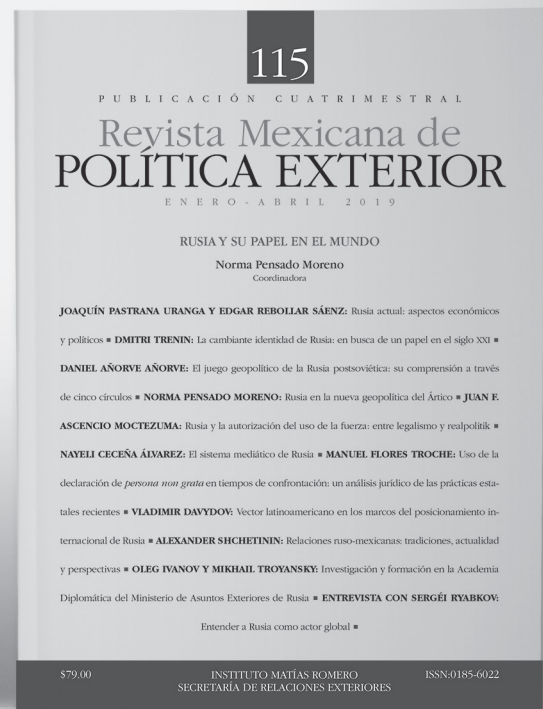 115
PUBLICACIÓN CUATRIMESTRAL
Revista Mexicana de
POLÍTICA EXTERIOR
ENERO-ABRIL 2019
RUSIA Y SU PAPEL EN EL MUNDO
Norma Pensado Moreno
Coordinadora
JOAQUÍN PASTRANA URANGA Y EDGAR REBOLLAR SÁENZ: Rusia actual: aspectos económicos
y políticos ■ DMITRI TRENIN: La cambiante identidad de Rusia: en busca de un papel en el siglo XXI ■
DANIEL AÑORVE AÑORVE: El juego geopolítico de la Rusia postsoviética: su comprensión a través
de cinco círculos ■ NORMA PENSADO MORENO: Rusia en la nueva geopolítica del Ártico ■ JUAN F.
ASCENCIO MOCTEZUMA: Rusia y la autorización del uso de la fuerza: entre legalismo y realpolitik ■
NAYELI CECEÑA ÁLVAREZ: El sistema mediático de Rusia ■ MANUEL FLORES TROCHE: Uso de la
declaración de persona non grata en tiempos de confrontación: un análisis jurídico de las prácticas esta-
tales recientes ■ VLADIMIR DAVYDOV: Vector latinoamericano en los marcos del posicionamiento in-
ternacional de Rusia ■ ALEXANDER SHCHETININ: Relaciones ruso-mexicanas: tradiciones, actualidad
y perspectivas ■ OLEG IVANOV Y MIKHAIL TROYANSKY: Investigación y formación en la Academia
Diplomática del Ministerio de Asuntos Exteriores de Rusia ■ ENTREVISTA CON SERGÉI RYABKOV:
Entender a Rusia como actor global ■
$79.00 INSTITUTO MATÍAS ROMERO ISSN:0185-6022
SECRETARÍA DE RELACIONES EXTERIORES